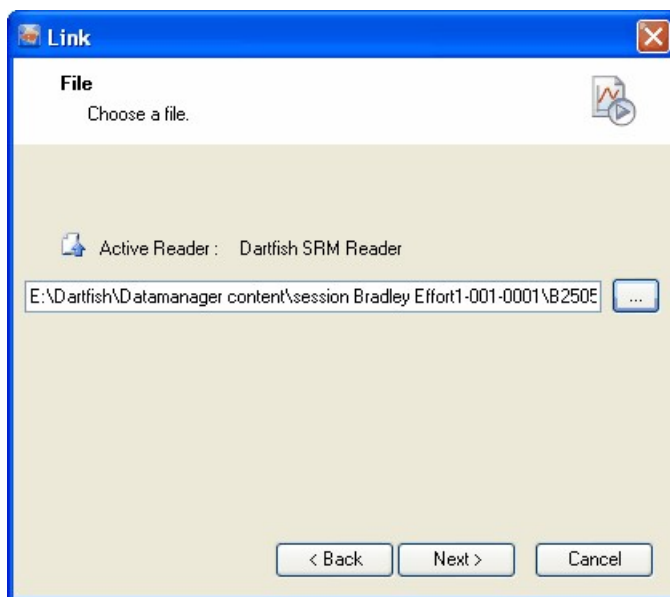 Link
File
Choose a file.
Active Reader : Dartfish SRM Reader
E:\Dartfish\Datamanager content\session Bradley Effort1-001-0001\B2505
...
< Back Next > Cancel